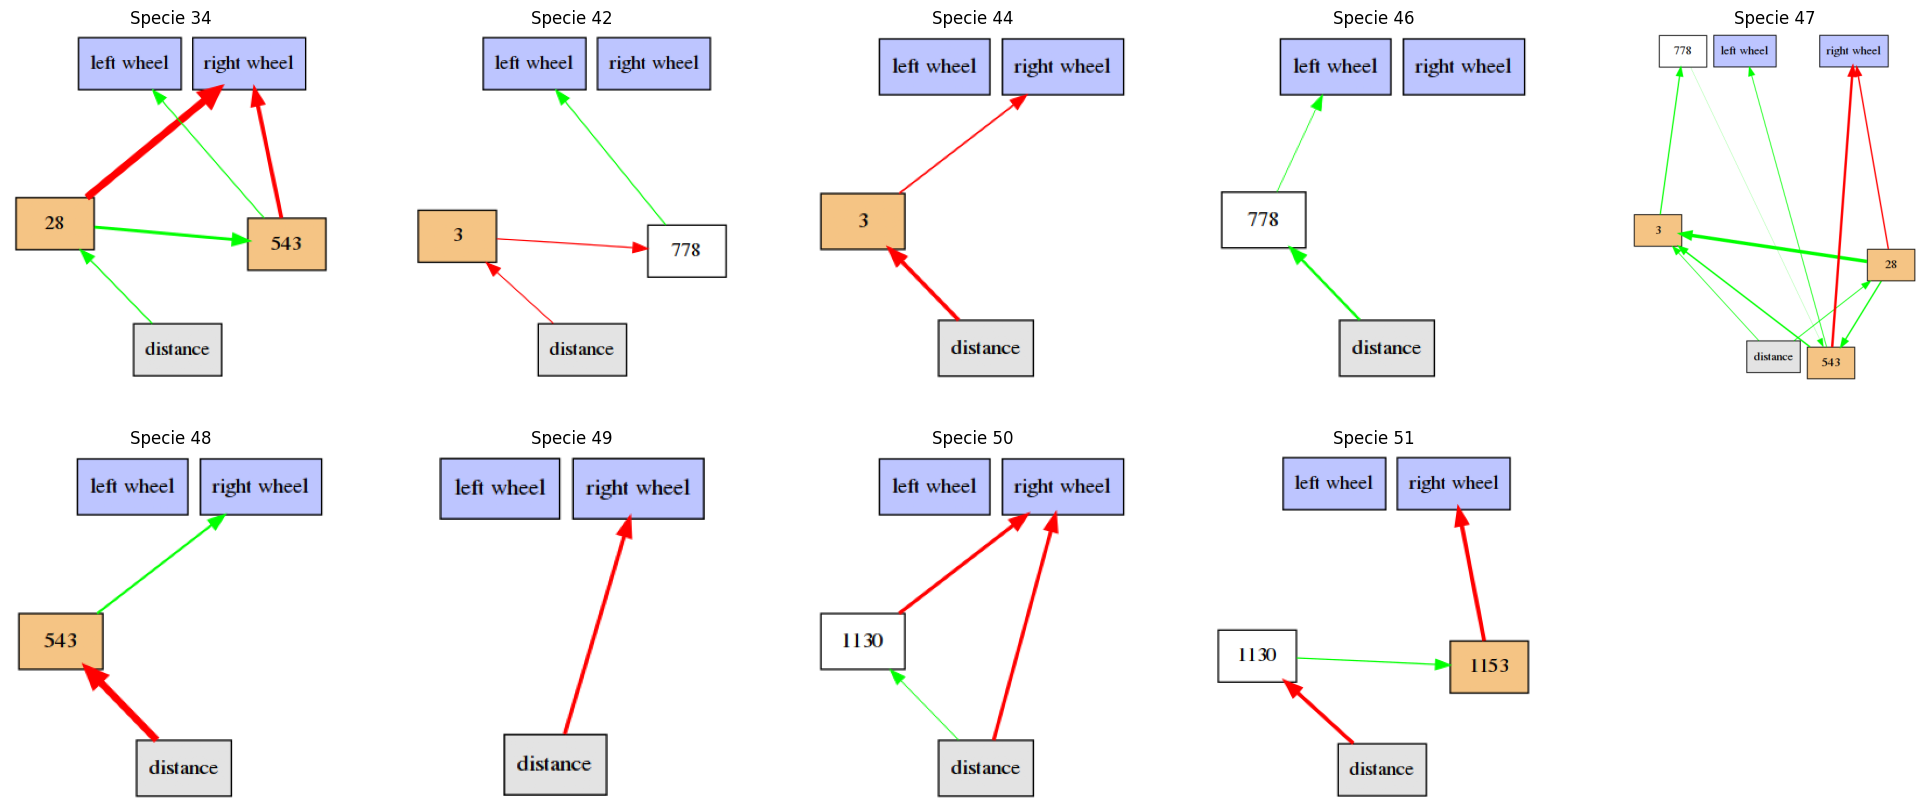 Specie 34
left wheel
right wheel
28
543
distance
Specie 42
left wheel
right wheel
3
778
distance
Specie 44
left wheel
right wheel
3
distance
Specie 46
left wheel
right wheel
778
distance
Specie 47
778
left wheel
right wheel
3
28
distance
543
Specie 48
left wheel
right wheel
543
distance
Specie 49
left wheel
right wheel
distance
Specie 50
left wheel
right wheel
1130
distance
Specie 51
left wheel
right wheel
1130
1153
distance